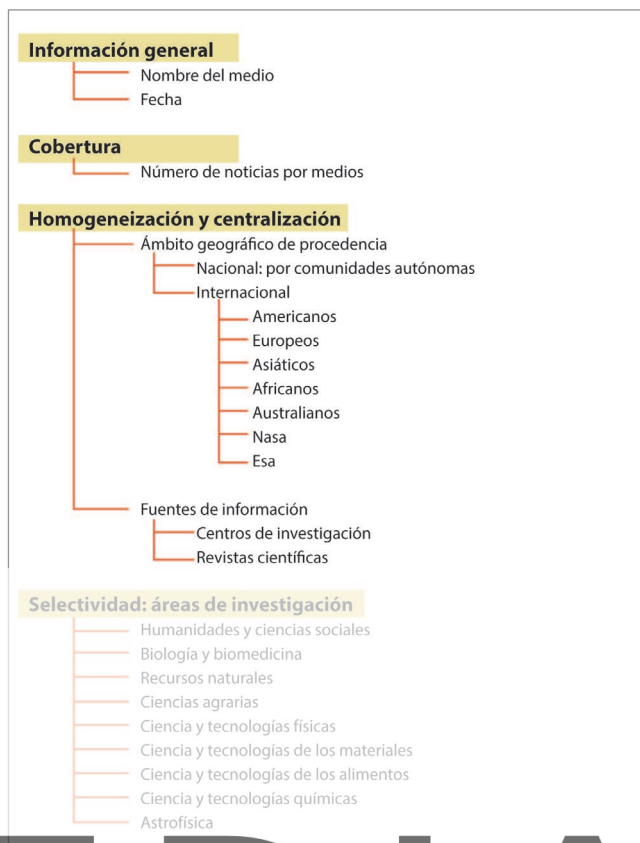 Información general
Nombre del medio
Fecha
Cobertura
Número de noticias por medios
Homogeneización y centralización
Ámbito geográfico de procedencia
Nacional: por comunidades autónomas
Internacional
Americanos
Europeos
Asiáticos
Africanos
Australianos
Nasa
Esa
Fuentes de información
Centros de investigación
Revistas científicas
Selectividad: áreas de investigación
Humanidades y ciencias sociales
Biología y biomedicina
Recursos naturales
Ciencias agrarias
Ciencia y tecnologías físicas
Ciencia y tecnologías de los materiales
Ciencia y tecnologías de los alimentos
Ciencia y tecnologías químicas
Astrofísica